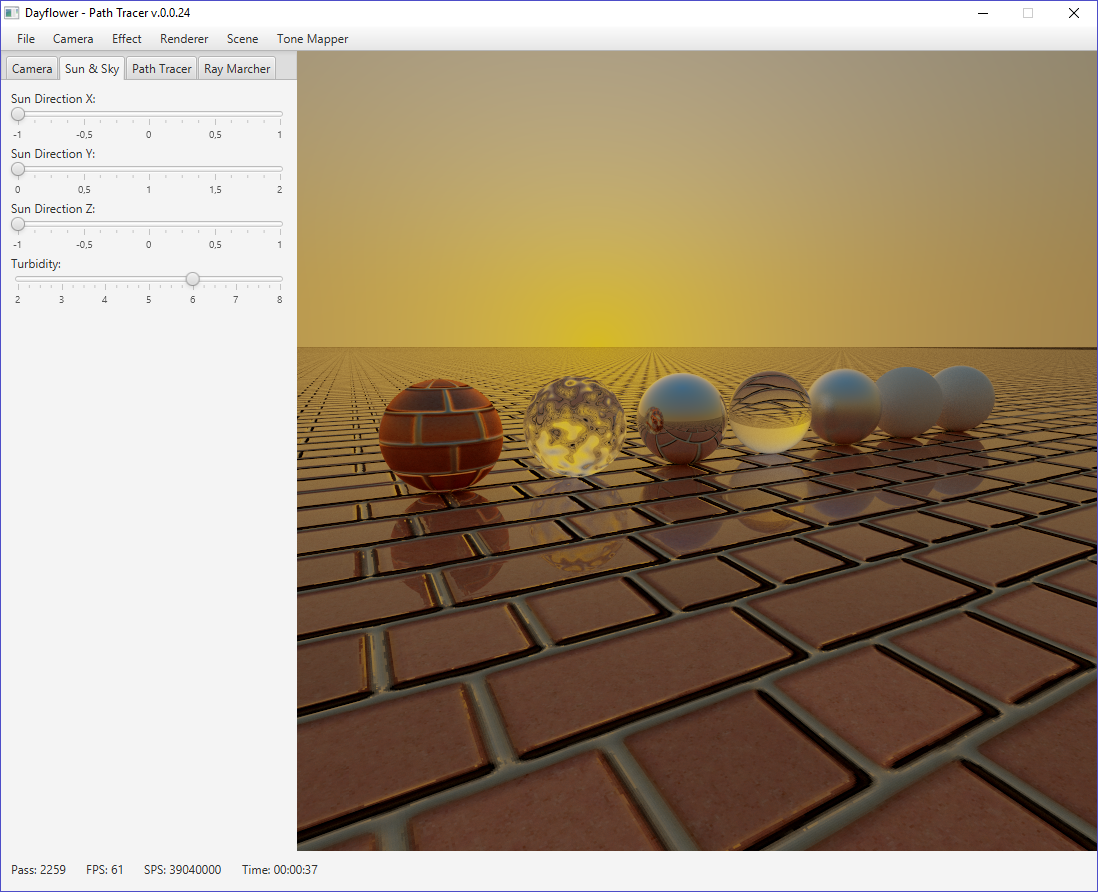 Dayflower - Path Tracer v.0.0.24
File Camera Effect Renderer Scene Tone Mapper
Camera Sun & Sky Path Tracer Ray Marcher
Sun Direction X:
-1 -0,5 0 0,5 1
Sun Direction Y:
0 0,5 1 1,5 2
Sun Direction Z:
-1 -0,5 0 0,5 1
Turbidity:
2 3 4 5 6 7 8
Pass: 2259 FPS: 61 SPS: 39040000 Time: 00:00:37